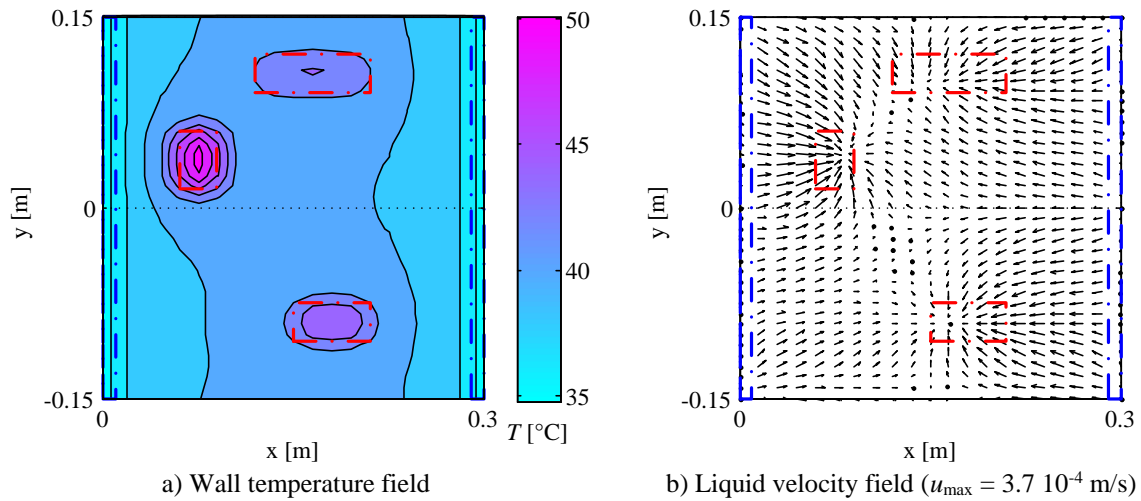 0.15
0
-0.15
y [m]
0
0.3
x [m]
50
45
40
35
T [°C]
a) Wall temperature field
0.15
0
-0.15
y [m]
0
0.3
x [m]
b) Liquid velocity field (umax = 3.7 10-4 m/s)